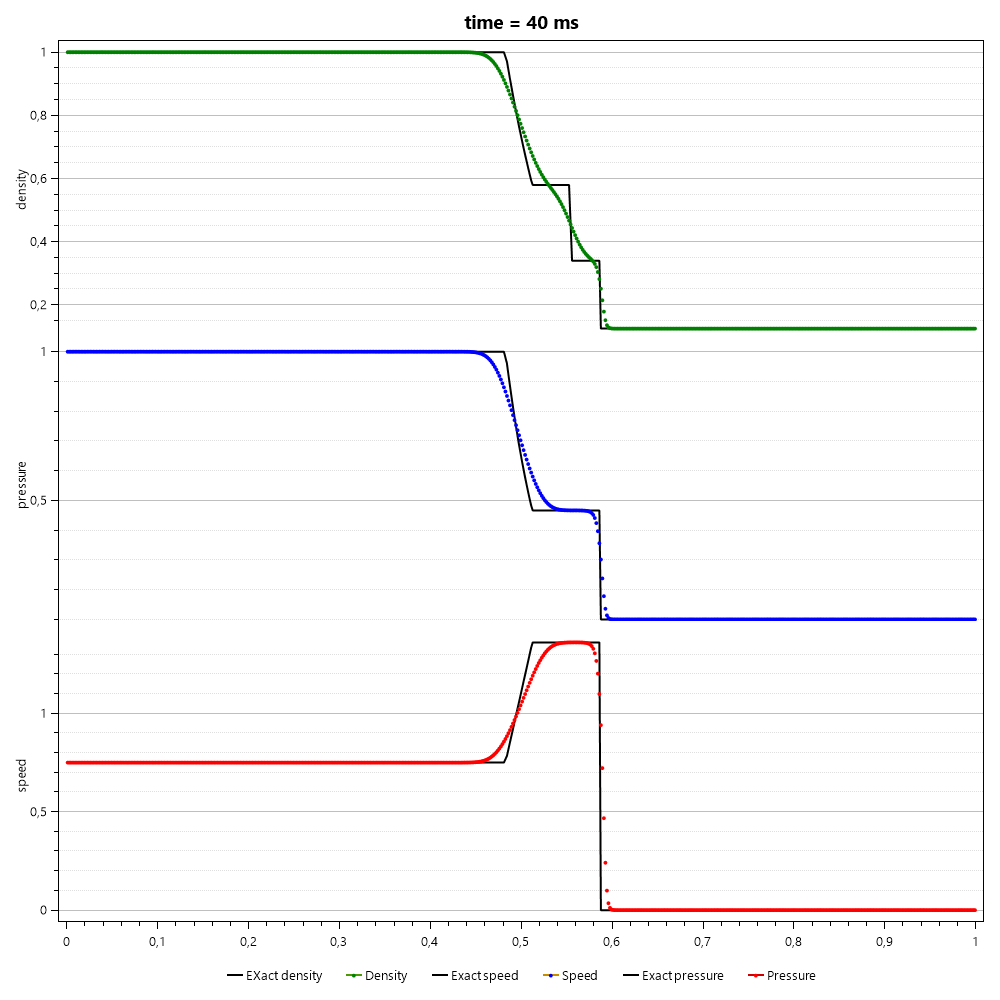 time = 40 ms
1
0,8
0,6
0,4
0,2
density
1
0,5
pressure
1
0,5
0
speed
0 0,1 0,2 0,3 0,4 0,5 0,6 0,7 0,8 0,9 1
EXact density Density Exact speed Speed Exact pressure Pressure